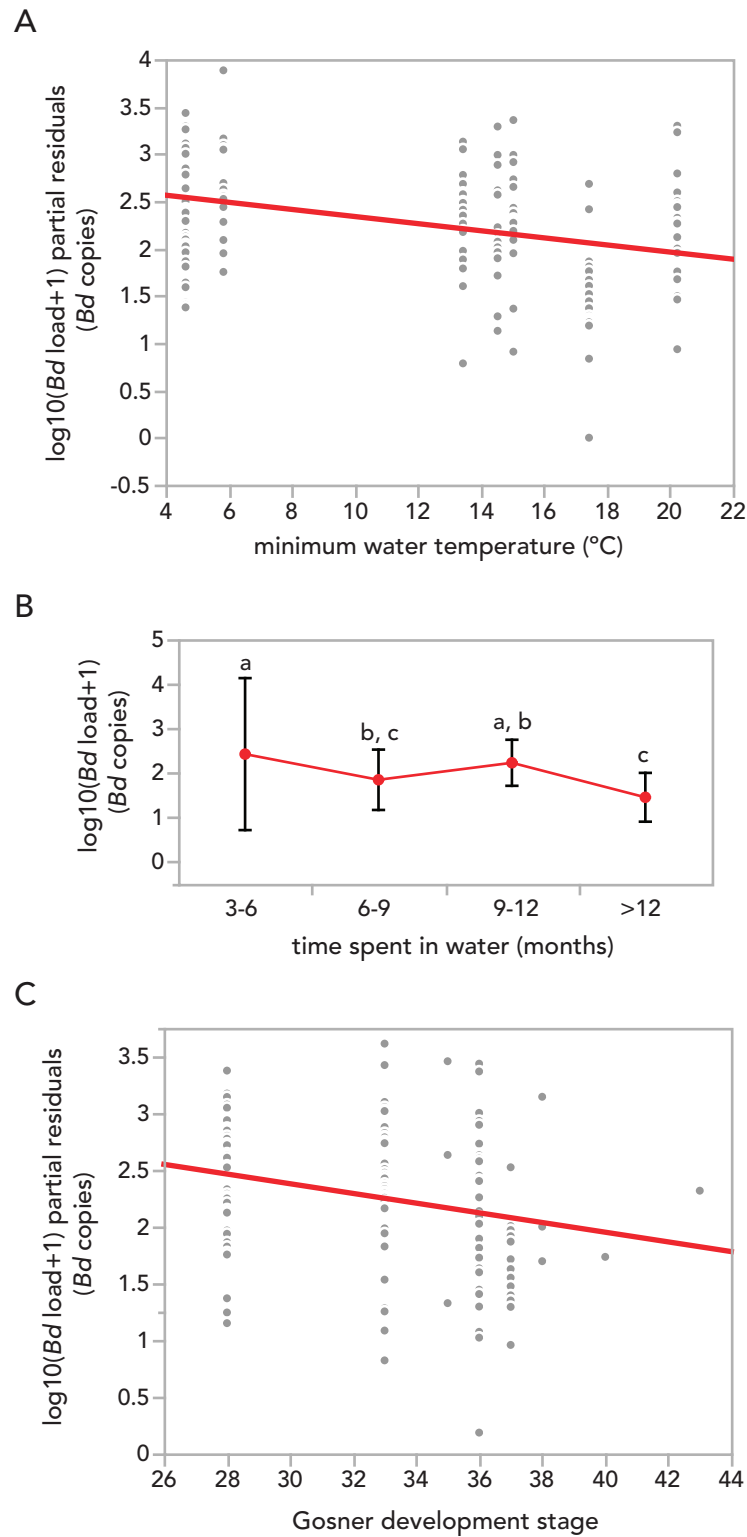 A
log10(Bd load+1) partial residuals
(Bd copies)
4
3.5
3
2.5
2
1.5
1
0.5
0
-0.5
4 6 8 10 12 14 16 18 20 22
minimum water temperature (ºC)
B
log10(Bd load+1)
(Bd copies)
5
4
3
2
1
0
a
b, c
a, b
c
3-6 6-9 9-12 >12
time spent in water (months)
C
log10(Bd load+1) partial residuals
(Bd copies)
3.5
3
2.5
2
1.5
1
0.5
0
26 28 30 32 34 36 38 40 42 44
Gosner development stage